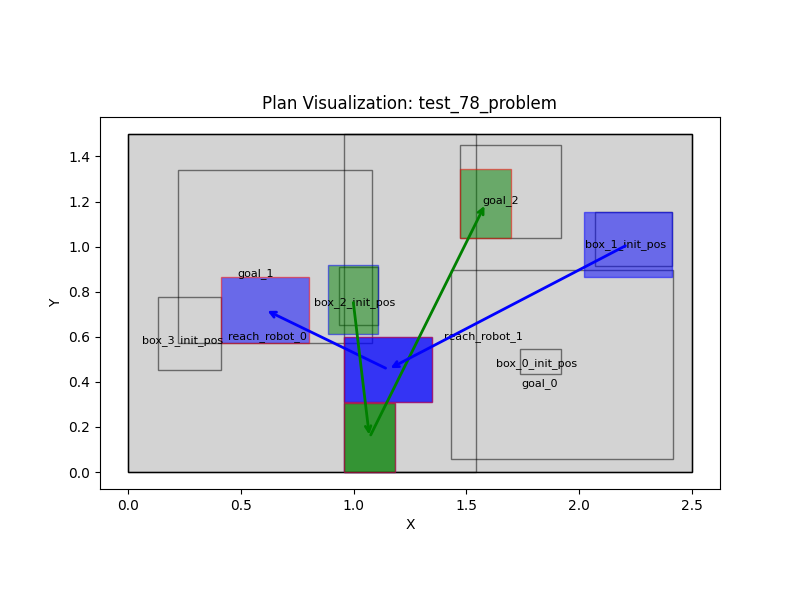 Plan Visualization: test_78_problem
1.4
1.2
1.0
0.8
0.6
0.4
0.2
0.0
Y
goal_2
box_1_init_pos
goal_1
box_2_init_pos
box_3_init_pos
reach_robot_0
reach_robot_1
box_0_init_pos
goal_0
0.0
0.5
1.0
1.5
2.0
2.5
X